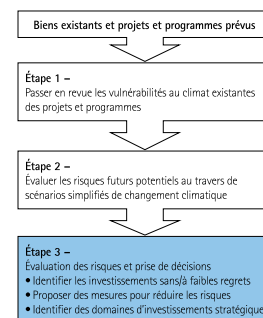 Biens existants et projets et programmes prévus
Étape 1 –
Passer en revue les vulnérabilités au climat existantes
des projets et programmes
Étape 2 –
Évaluer les risques futurs potentiels au travers de
scénarios simplifiés de changement climatique
Étape 3 –
Évaluation des risques et prise de décisions
• Identifier les investissements sans/à faibles regrets
• Proposer des mesures pour réduire les risques
• Identifier des domaines d'investissements stratégique